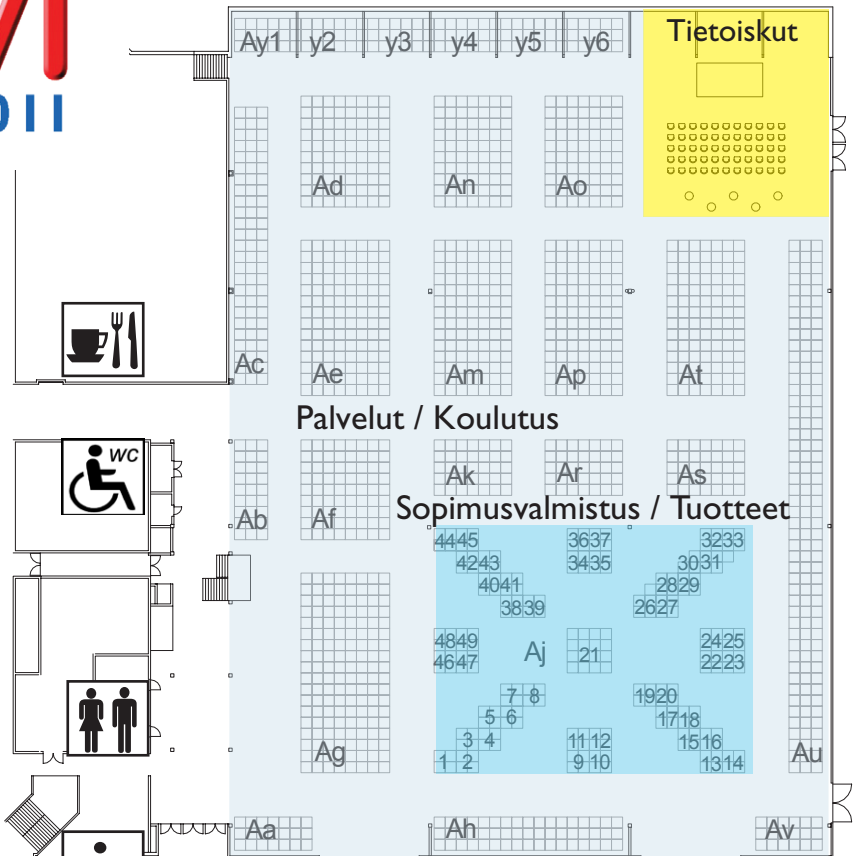 011
Tietoiskut
Ay1 y2 y3 y4 y5 y6
Ad An Ao
Ac Ae Am Ap At
Palvelut / Koulutus
WC
Ab Af Ak Ar As
Sopimusvalmistus / Tuotteet
44 45 36 37 32 33
42 43 34 35 30 31
40 41 28 29
38 39 26 27
48 49 24 25
Aj 21
46 47 22 23
7 8 19 20
5 6 17 18
3 4 11 12 15 16
Ag Au
1 2 9 10 13 14
Aa Ah Av